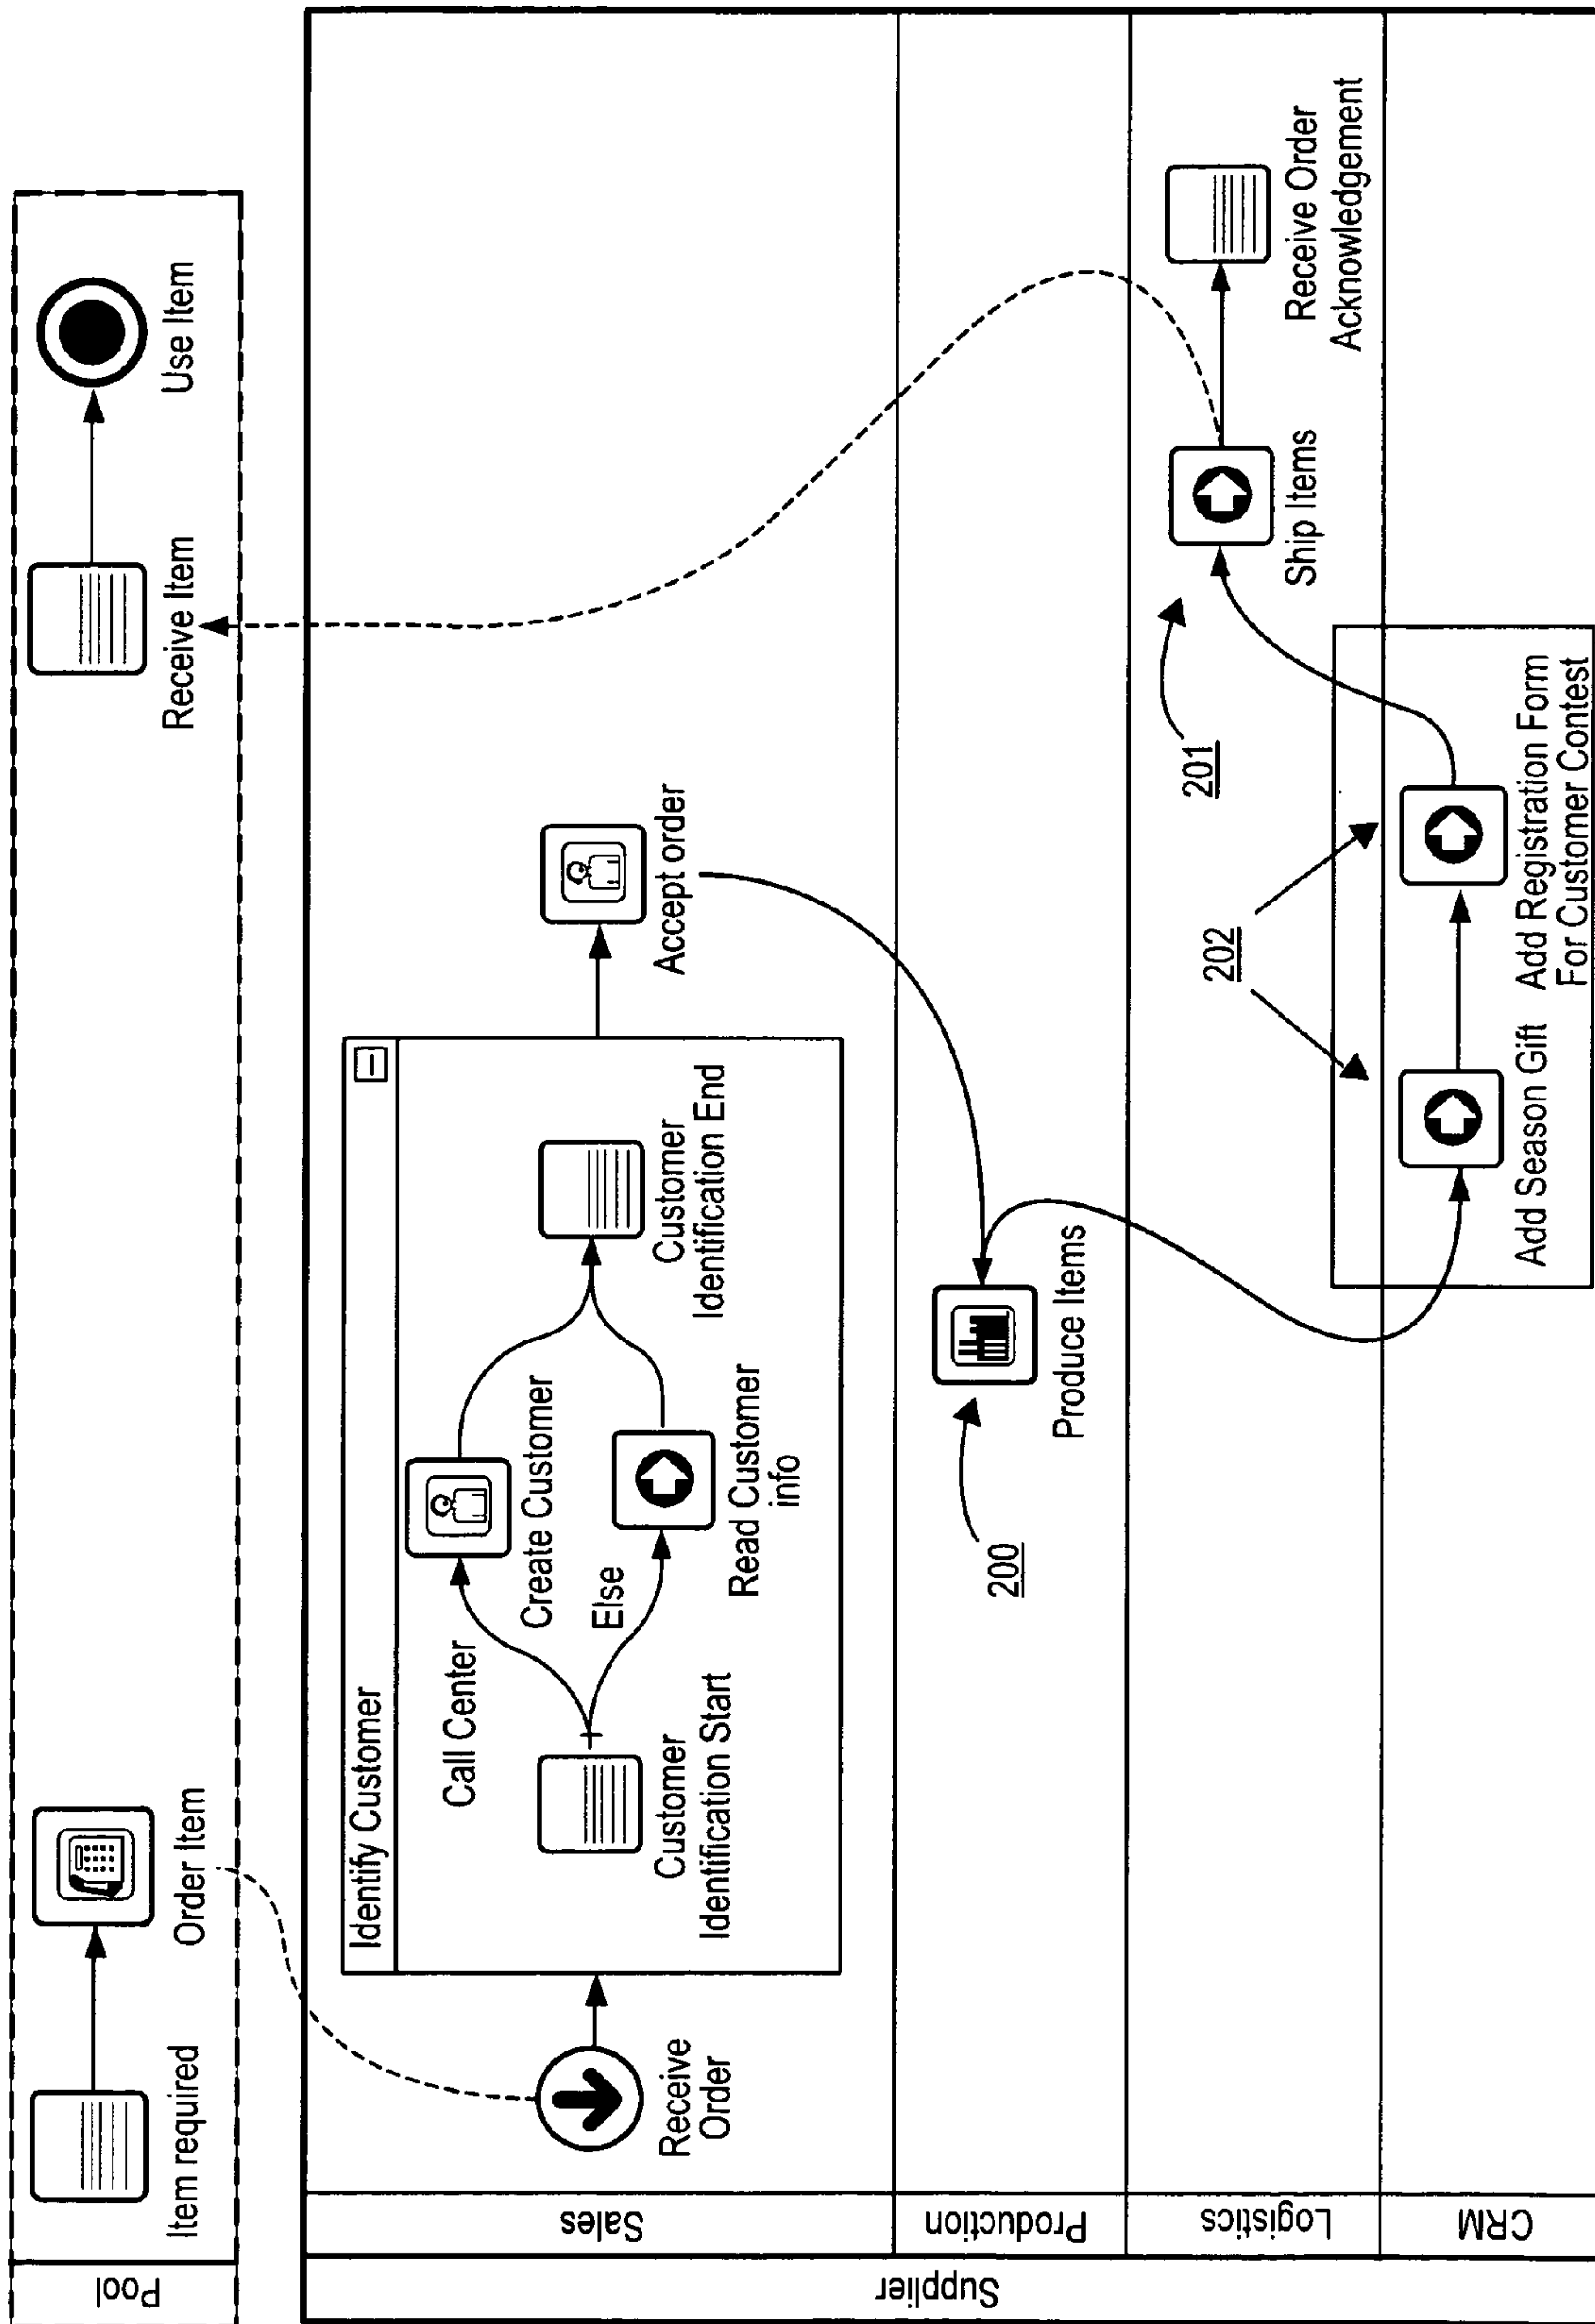 Pool
Item required
Order Item
Receive Item
Use Item
Supplier
Sales
Receive
Order
Identify Customer
Customer
Identification Start
Call Center
Else
Create Customer
Read Customer
info
Customer
Identification End
Accept order
Production
200
Produce Items
Logistics
202
201
Ship Items
Receive Order
Acknowledgement
CRM
Add Season Gift
Add Registration Form
For Customer Contest